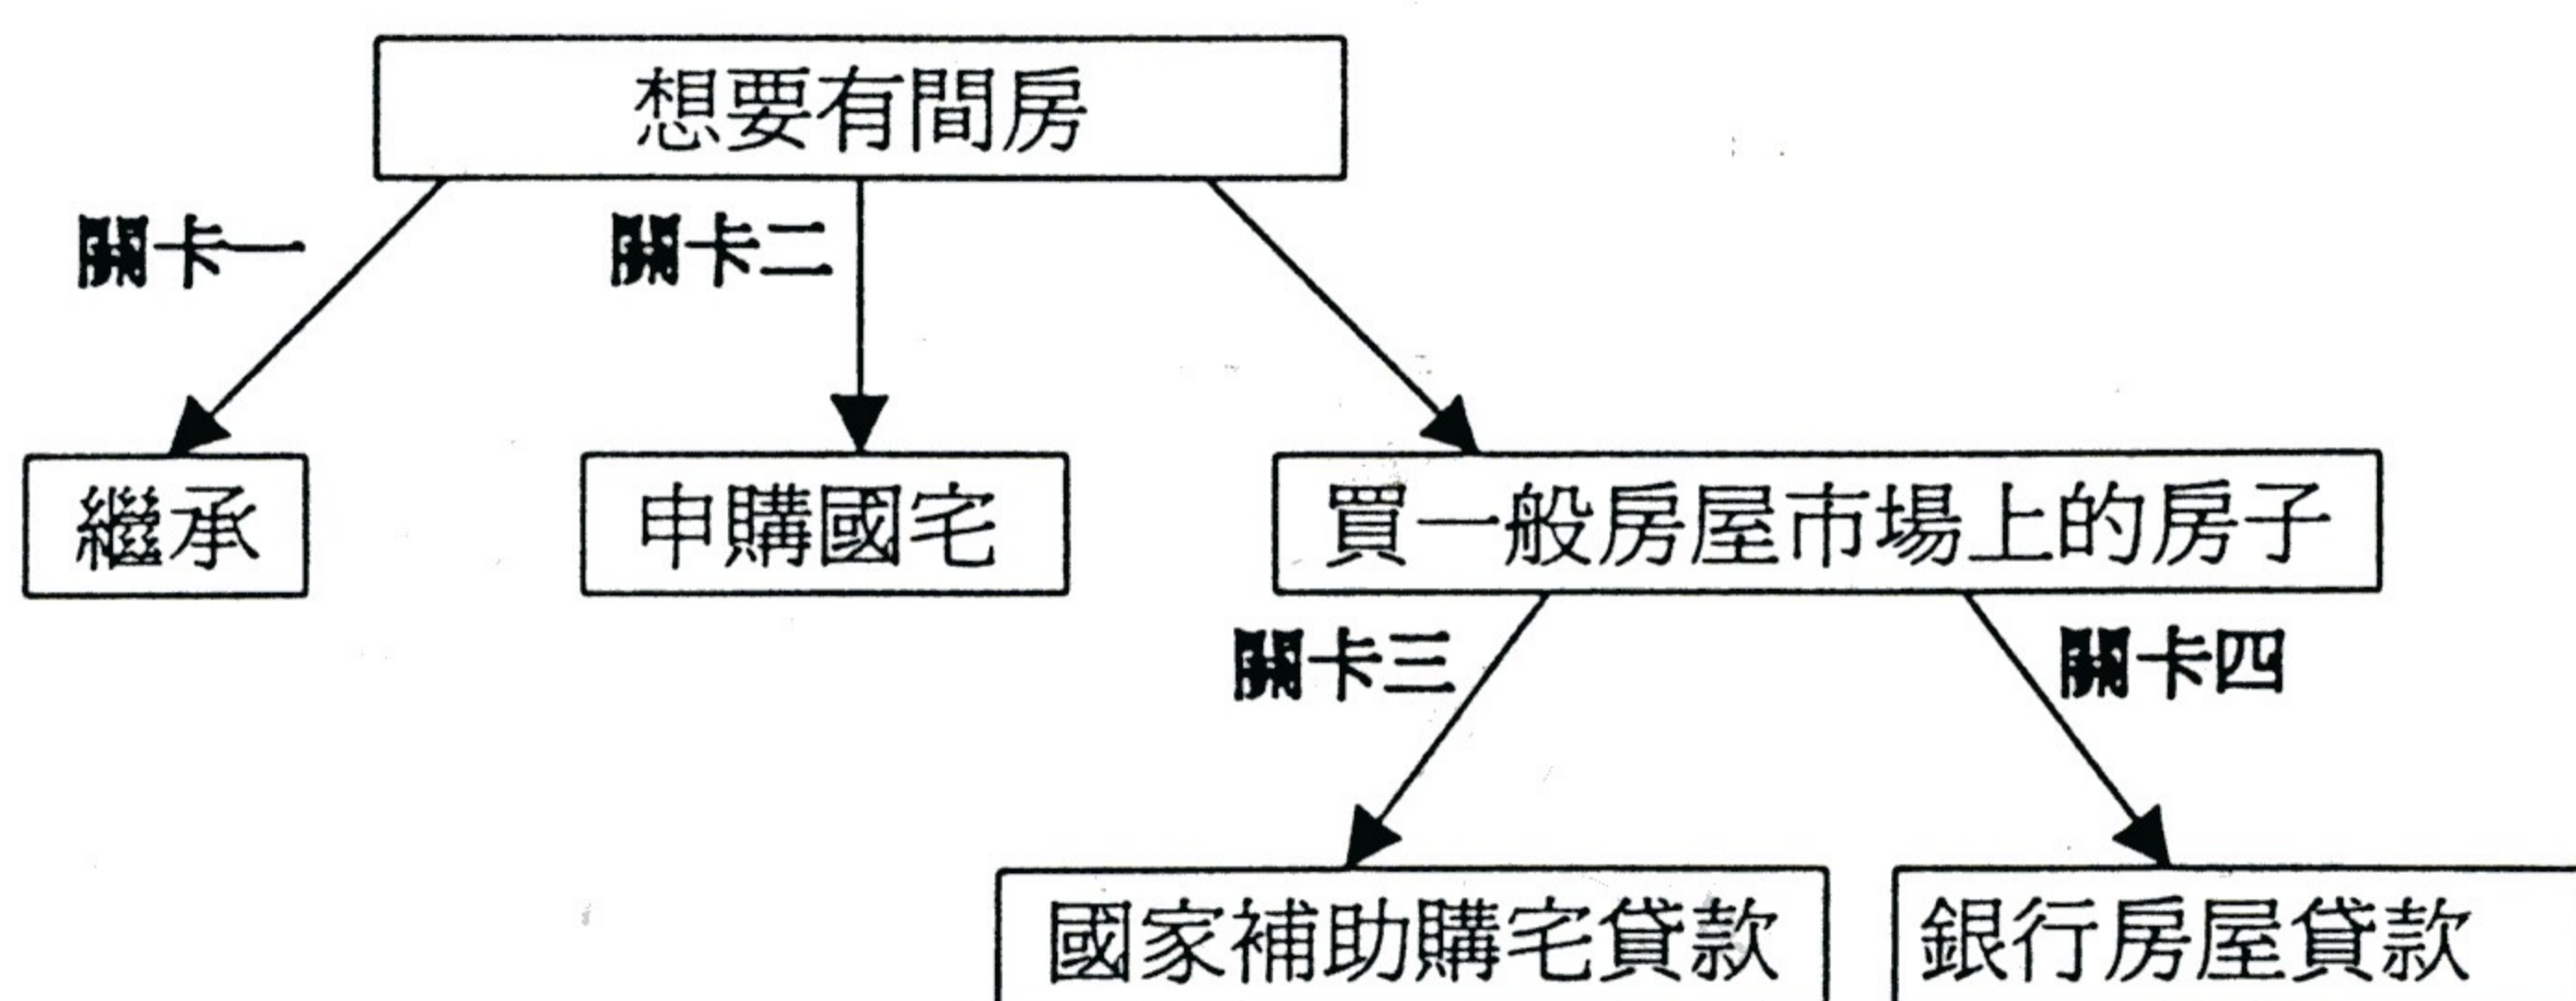 想要有間房
關卡一
關卡二
繼承
申購國宅
買一般房屋市場上的房子
關卡三
關卡四
國家補助購宅貸款
銀行房屋貸款